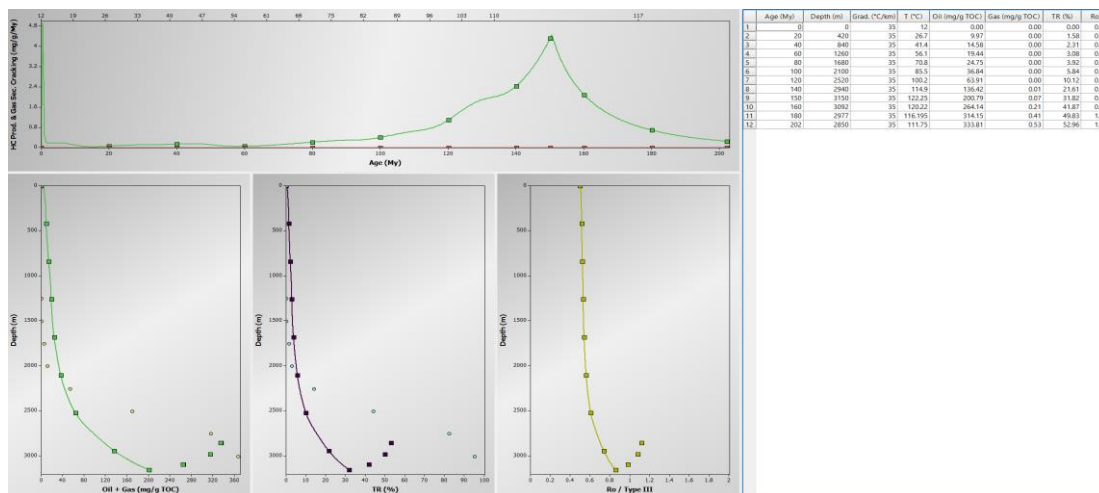 12 19 26 34 41 47 54 61 68 75 82 89 96 103 110 117
HC Prod. & Gas Sec. Cracking (mg/g/My)
4.8
3.6
2.4
1.2
0.0
0 20 40 60 80 100 120 140 160 180 200
Age (My)
Depth (m)
0
500
1000
1500
2000
2500
3000
0 40 80 120 160 200 240 280 320 360
Oil + Gas (mg/g TOC)
Depth (m)
0
500
1000
1500
2000
2500
3000
0 10 20 30 40 50 60 70 80 90 100
TR (%)
Depth (m)
0
500
1000
1500
2000
2500
3000
0 0.2 0.4 0.6 0.8 1 1.2 1.4 1.6 1.8 2
Ro / Type III
Age (My) Depth (m) Grad. (°C/km) T (°C) Oil (mg/g TOC) Gas (mg/g TOC) TR (%) Ro
1 0 0 35 12 0.00 0.00 0.00 0.
2 20 420 35 26.7 9.97 0.00 1.58 0.
3 40 840 35 41.4 14.58 0.00 2.31 0.
4 60 1260 35 56.1 19.44 0.00 3.08 0.
5 80 1680 35 70.8 24.75 0.00 3.92 0.
6 100 2100 35 85.5 36.84 0.00 5.84 0.
7 120 2520 35 100.2 63.91 0.00 10.12 0.
8 140 2940 35 114.9 136.42 0.01 21.61 0.
9 150 3150 35 122.25 200.79 0.07 31.82 0.
10 160 3092 35 120.22 264.14 0.21 41.87 0.
11 180 2977 35 116.195 314.15 0.41 49.83 1.
12 202 2850 35 111.75 333.81 0.53 52.96 1.